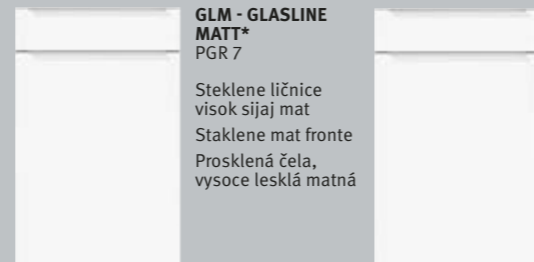 GLM - GLASLINE
MATT*
PGR 7
Steklene ličnice
visok sijaj mat
Staklene mat fronte
Prosklená čela,
vysoce lesklá matná